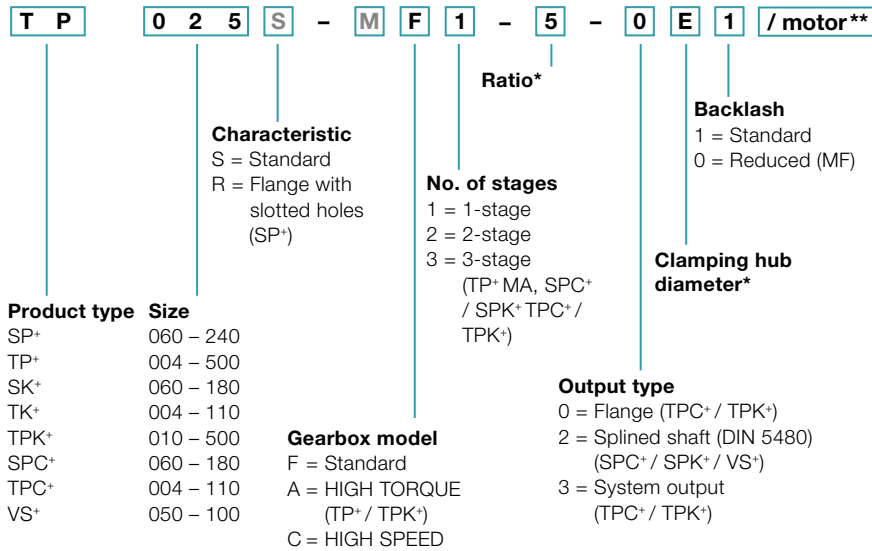 T P 0 2 5 S – M F 1 – 5 – 0 E 1 / motor**
Ratio*
Characteristic
S = Standard
R = Flange with
slotted holes
(SP+)
No. of stages
1 = 1-stage
2 = 2-stage
3 = 3-stage
(TP+ MA, SPC+
/ SPK+ TPC+ /
TPK+)
Backlash
1 = Standard
0 = Reduced (MF)
Clamping hub
diameter*
Product type Size
SP+ 060 – 240
TP+ 004 – 500
SK+ 060 – 180
TK+ 004 – 110
TPK+ 010 – 500
SPC+ 060 – 180
TPC+ 004 – 110
VS+ 050 – 100
Gearbox model
F = Standard
A = HIGH TORQUE
(TP+ / TPK+)
C = HIGH SPEED
Output type
0 = Flange (TPC+ / TPK+)
2 = Splined shaft (DIN 5480)
(SPC+ / SPK+ / VS+)
3 = System output
(TPC+ / TPK+)